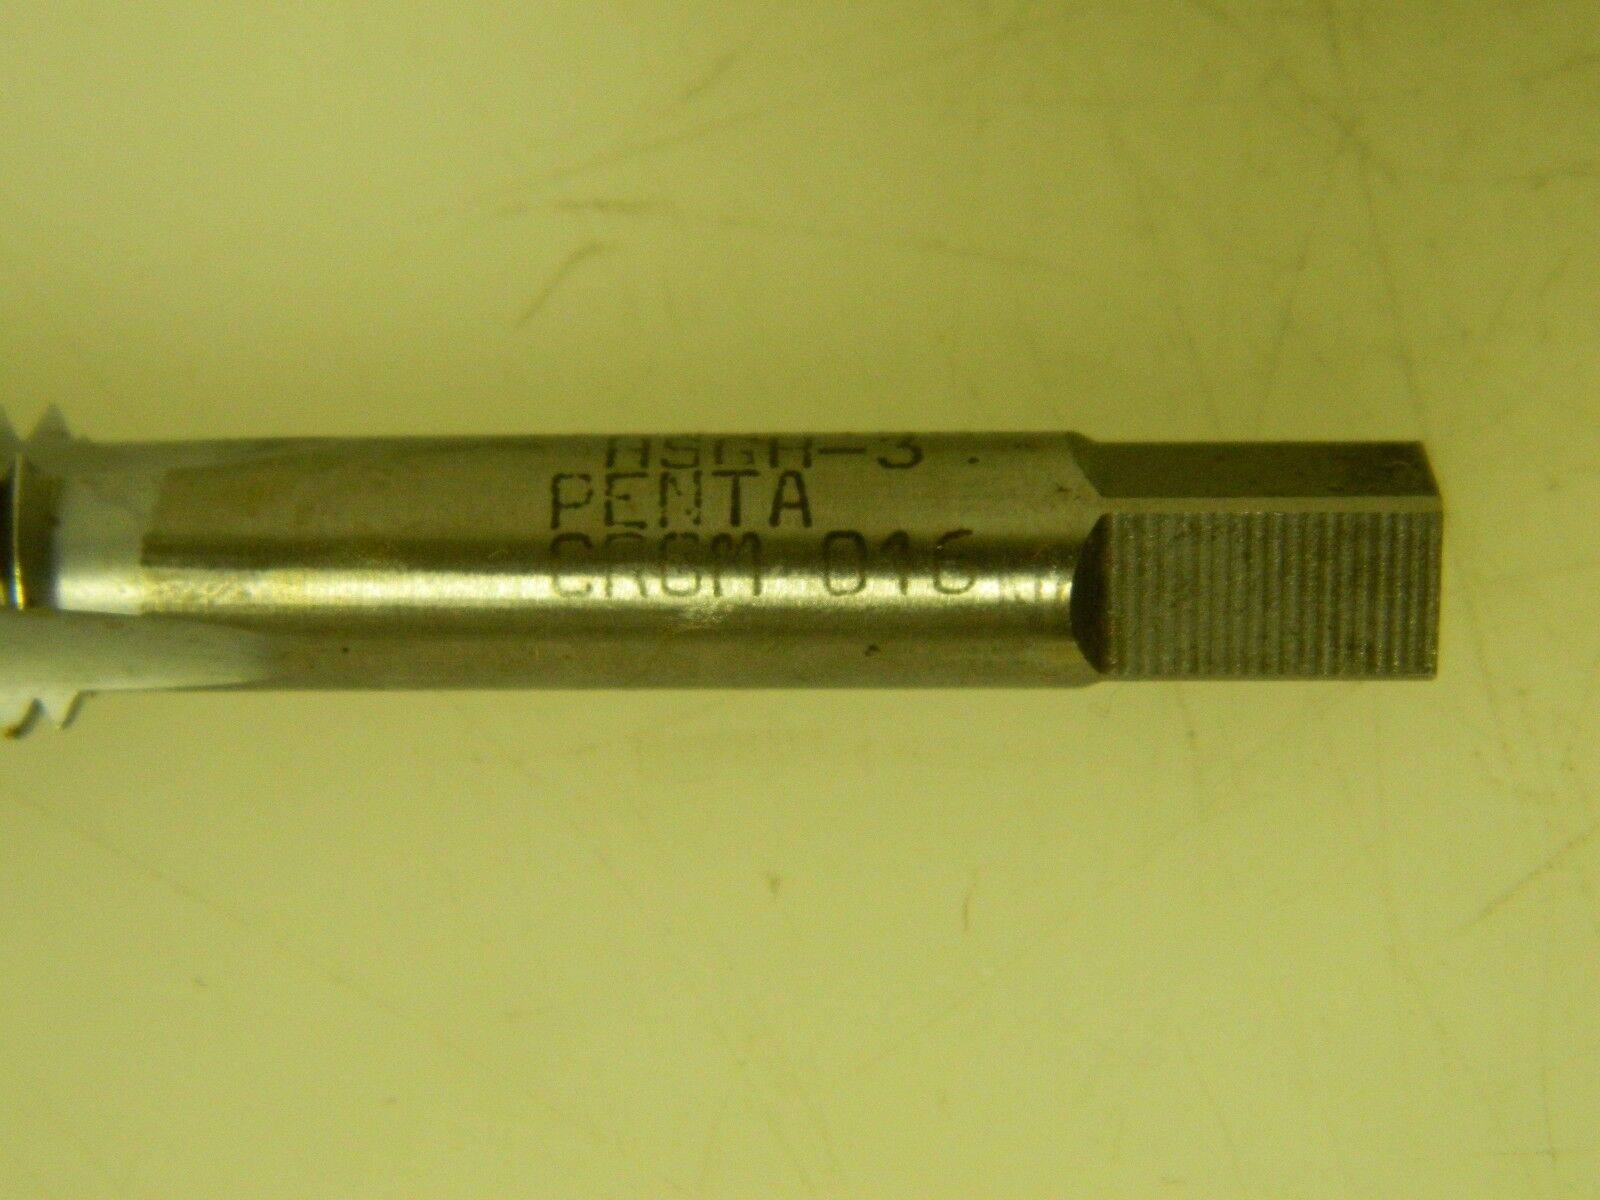 HSGH-3
PENTA
CRGM 016